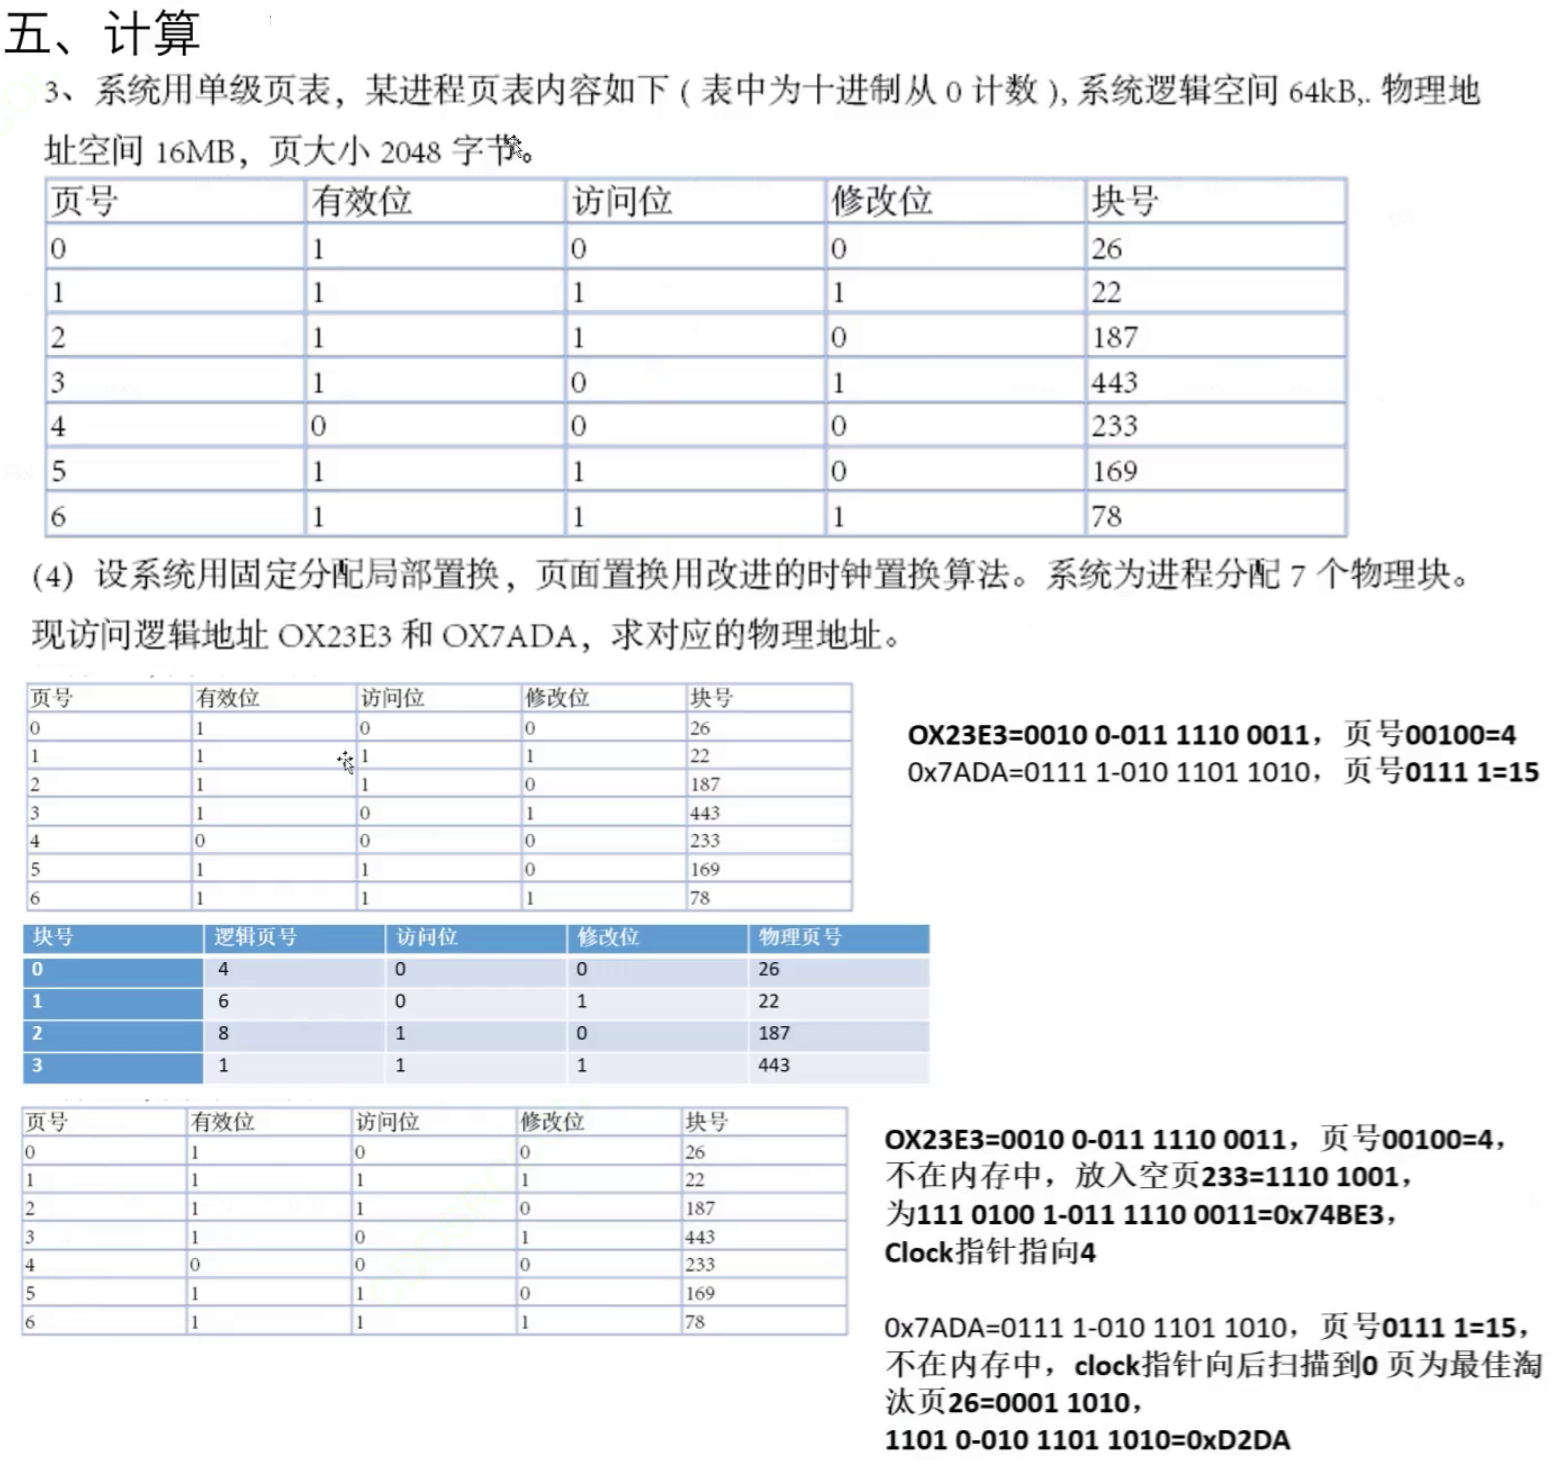 五、计算
3、系统用单级页表，某进程页表内容如下（表中为十进制从 0 计数），系统逻辑空间 64kB,. 物理地
址空间 16MB，页大小 2048 字节。
页号 有效位 访问位 修改位 块号
0 1 0 0 26
1 1 1 1 22
2 1 1 0 187
3 1 0 1 443
4 0 0 0 233
5 1 1 0 169
6 1 1 1 78
(4) 设系统用固定分配局部置换，页面置换用改进的时钟置换算法。系统为进程分配 7 个物理块。
现访问逻辑地址 OX23E3 和 OX7ADA，求对应的物理地址。
页号 有效位 访问位 修改位 块号
0 1 0 0 26
1 1 1 1 22
2 1 1 0 187
3 1 0 1 443
4 0 0 0 233
5 1 1 0 169
6 1 1 1 78
OX23E3=0010 0-011 1110 0011，页号00100=4
0x7ADA=0111 1-010 1101 1010，页号0111 1=15
块号 逻辑页号 访问位 修改位 物理页号
0 4 0 0 26
1 6 0 1 22
2 8 1 0 187
3 1 1 1 443
页号 有效位 访问位 修改位 块号
0 1 0 0 26
1 1 1 1 22
2 1 1 0 187
3 1 0 1 443
4 0 0 0 233
5 1 1 0 169
6 1 1 1 78
OX23E3=0010 0-011 1110 0011，页号00100=4，
不在内存中，放入空页233=1110 1001，
为111 0100 1-011 1110 0011=0x74BE3，
Clock指针指向4
0x7ADA=0111 1-010 1101 1010，页号0111 1=15，
不在内存中，clock指针向后扫描到0 页为最佳淘
汰页26=0001 1010，
1101 0-010 1101 1010=0xD2DA